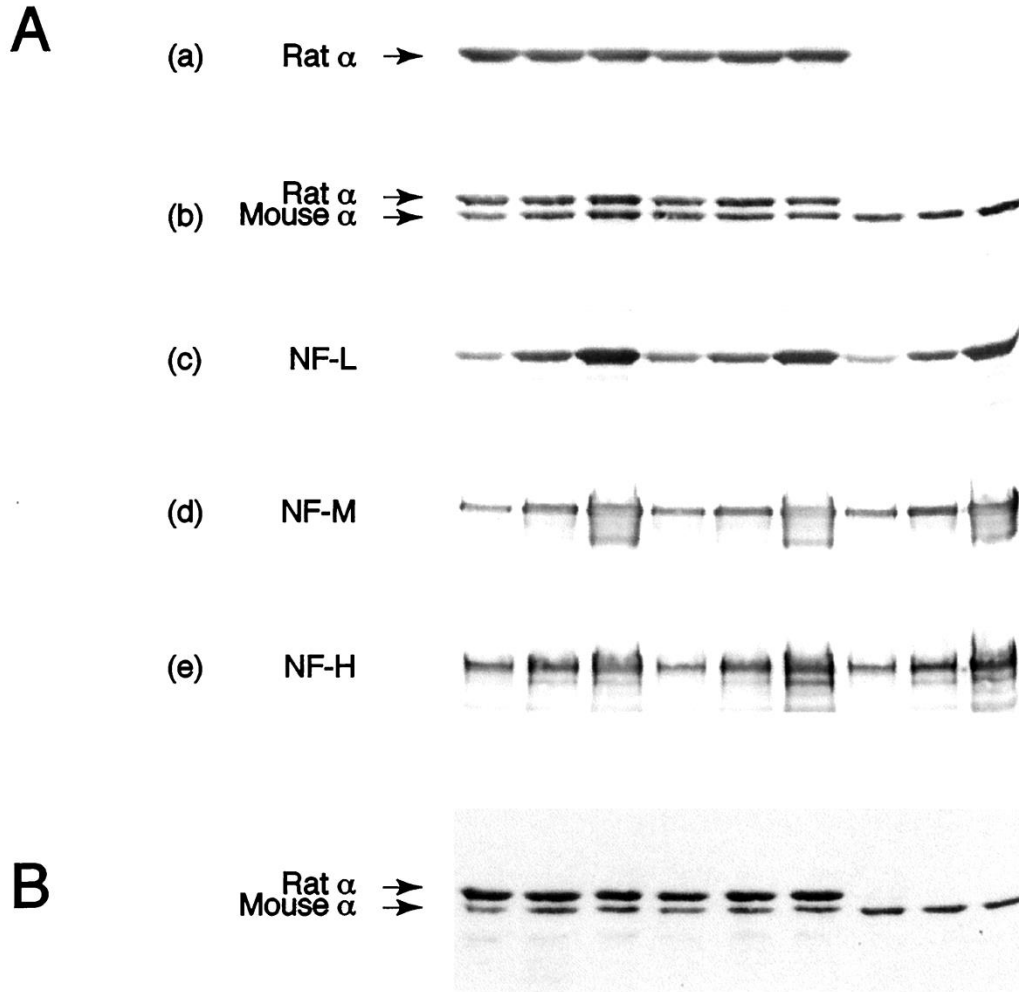 A
(a) Rat α
(b) Rat α
Mouse α
(c) NF-L
(d) NF-M
(e) NF-H
B
Rat α
Mouse α